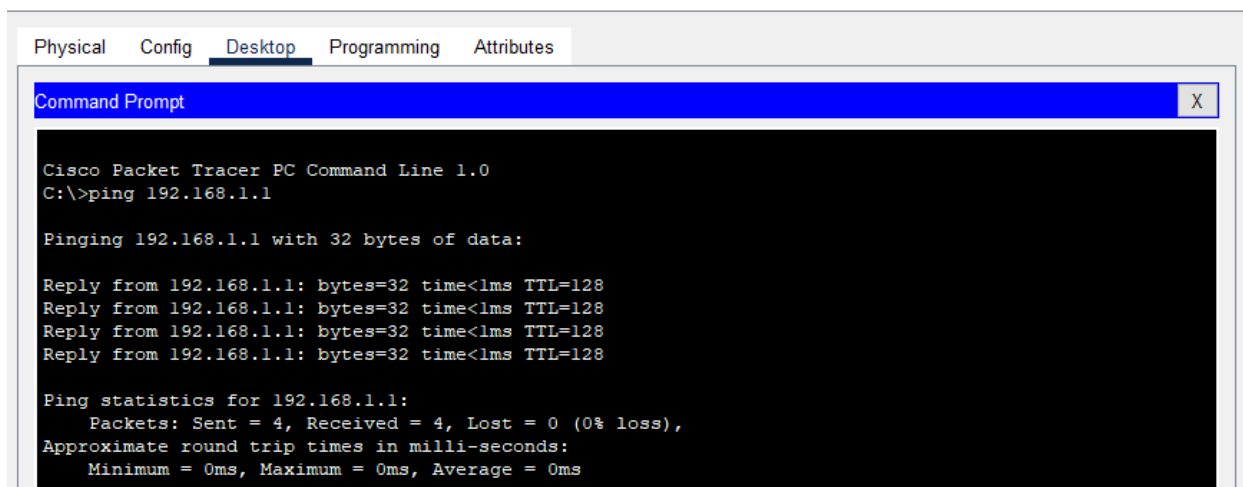 Physical Config Desktop Programming Attributes
Command Prompt X
Cisco Packet Tracer PC Command Line 1.0
C:\>ping 192.168.1.1
Pinging 192.168.1.1 with 32 bytes of data:
Reply from 192.168.1.1: bytes=32 time<1ms TTL=128
Reply from 192.168.1.1: bytes=32 time<1ms TTL=128
Reply from 192.168.1.1: bytes=32 time<1ms TTL=128
Reply from 192.168.1.1: bytes=32 time<1ms TTL=128
Ping statistics for 192.168.1.1:
Packets: Sent = 4, Received = 4, Lost = 0 (0% loss),
Approximate round trip times in milli-seconds:
Minimum = 0ms, Maximum = 0ms, Average = 0ms